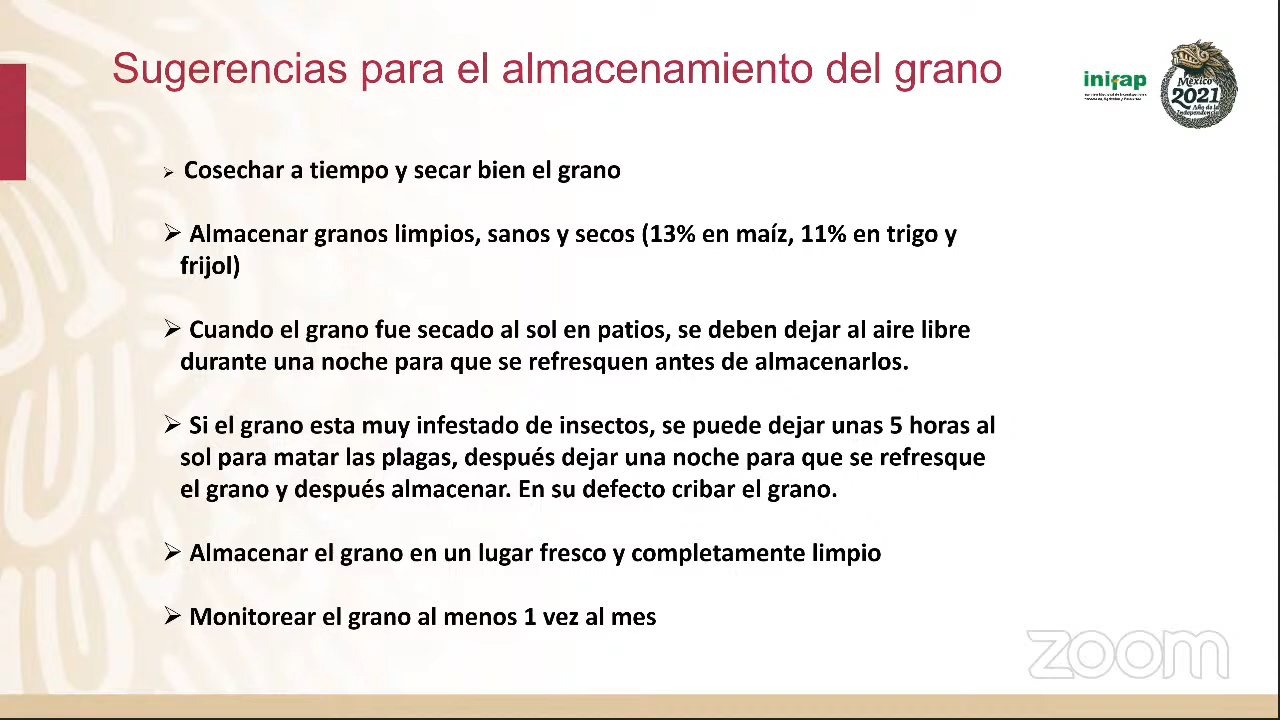 Sugerencias para el almacenamiento del grano
inifap
México
2021
Año de la
Independencia
Cosechar a tiempo y secar bien el grano
Almacenar granos limpios, sanos y secos (13% en maíz, 11% en trigo y
frijol)
Cuando el grano fue secado al sol en patios, se deben dejar al aire libre
durante una noche para que se refresquen antes de almacenarlos.
Si el grano esta muy infestado de insectos, se puede dejar unas 5 horas al
sol para matar las plagas, después dejar una noche para que se refresque
el grano y después almacenar. En su defecto cribar el grano.
Almacenar el grano en un lugar fresco y completamente limpio
Monitorear el grano al menos 1 vez al mes
zoom